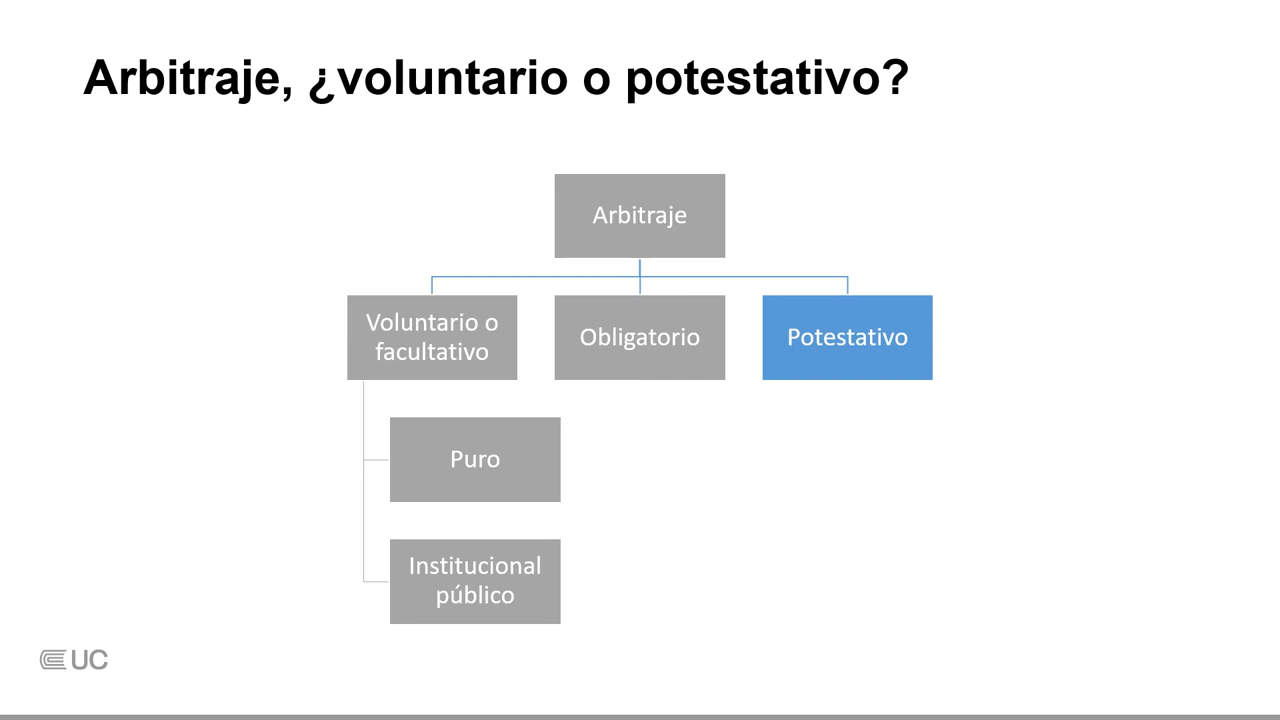 Arbitraje, ¿voluntario o potestativo?
Arbitraje
Voluntario o
facultativo
Obligatorio
Potestativo
Puro
Institucional
público
UC